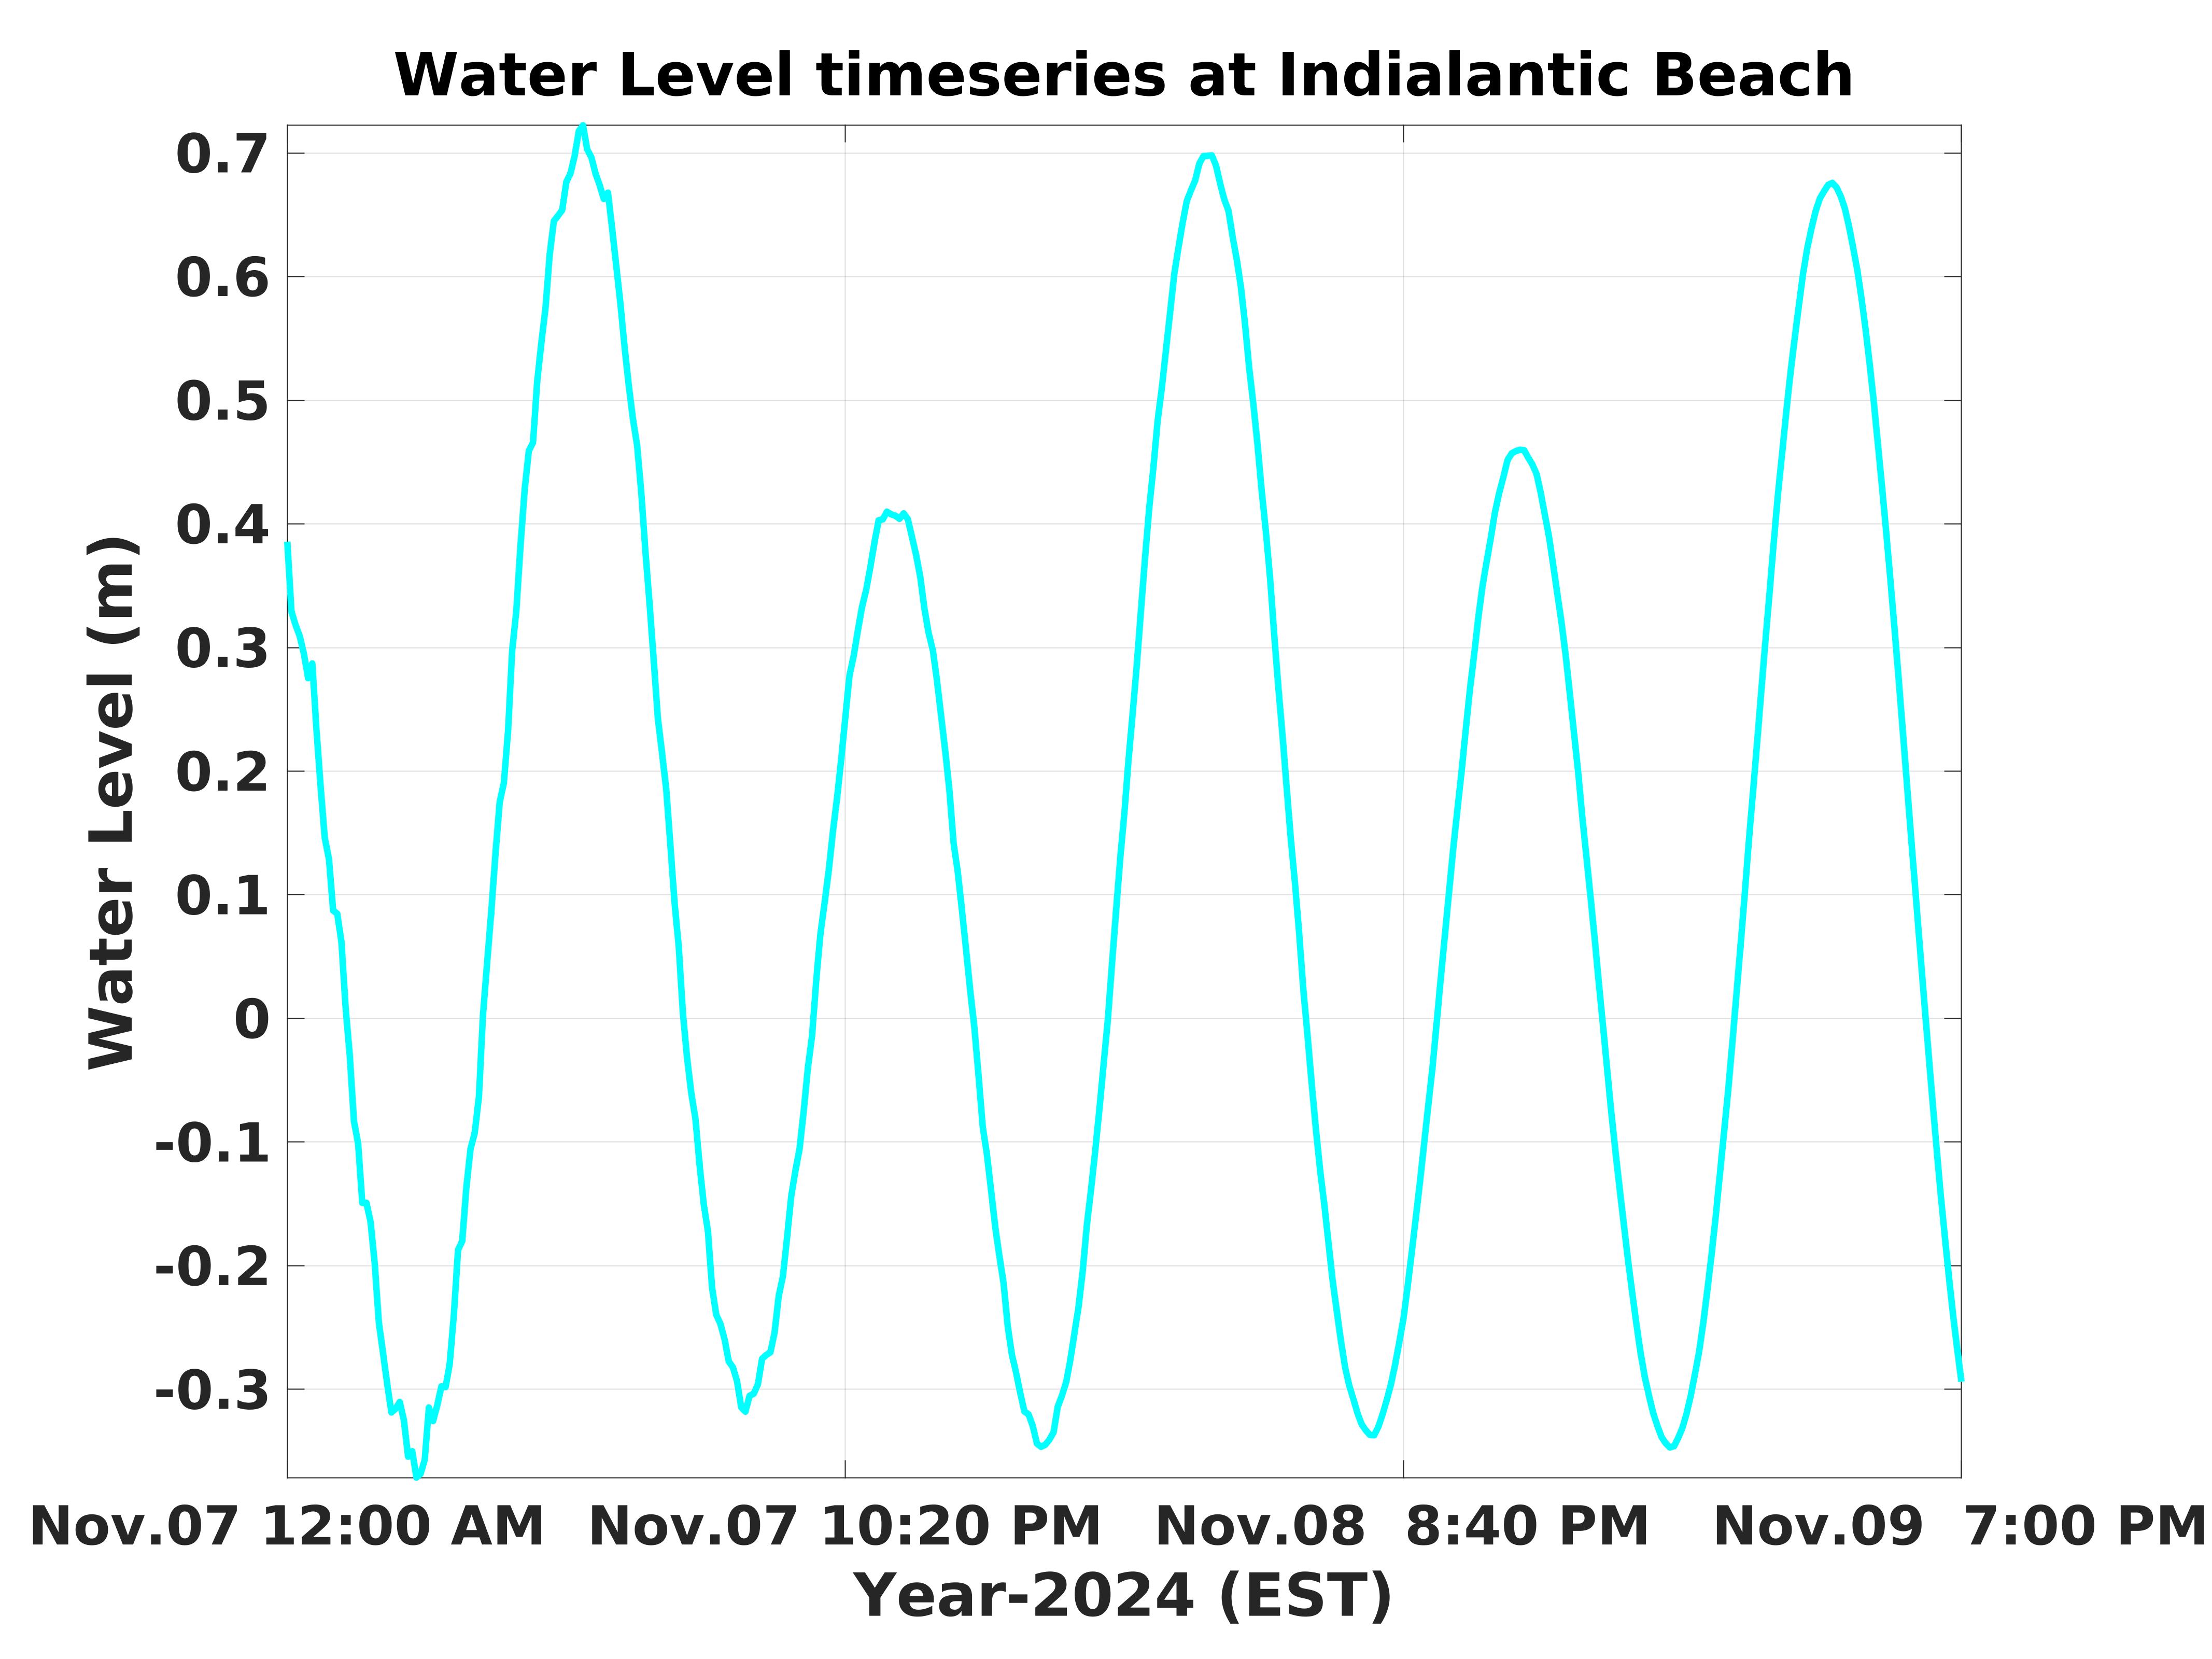 Water Level timeseries at Indialantic Beach
0.7
0.6
0.5
0.4
0.3
0.2
0.1
0
-0.1
-0.2
-0.3
Water Level (m)
Nov.07 12:00 AM Nov.07 10:20 PM Nov.08 8:40 PM Nov.09 7:00 PM
Year-2024 (EST)